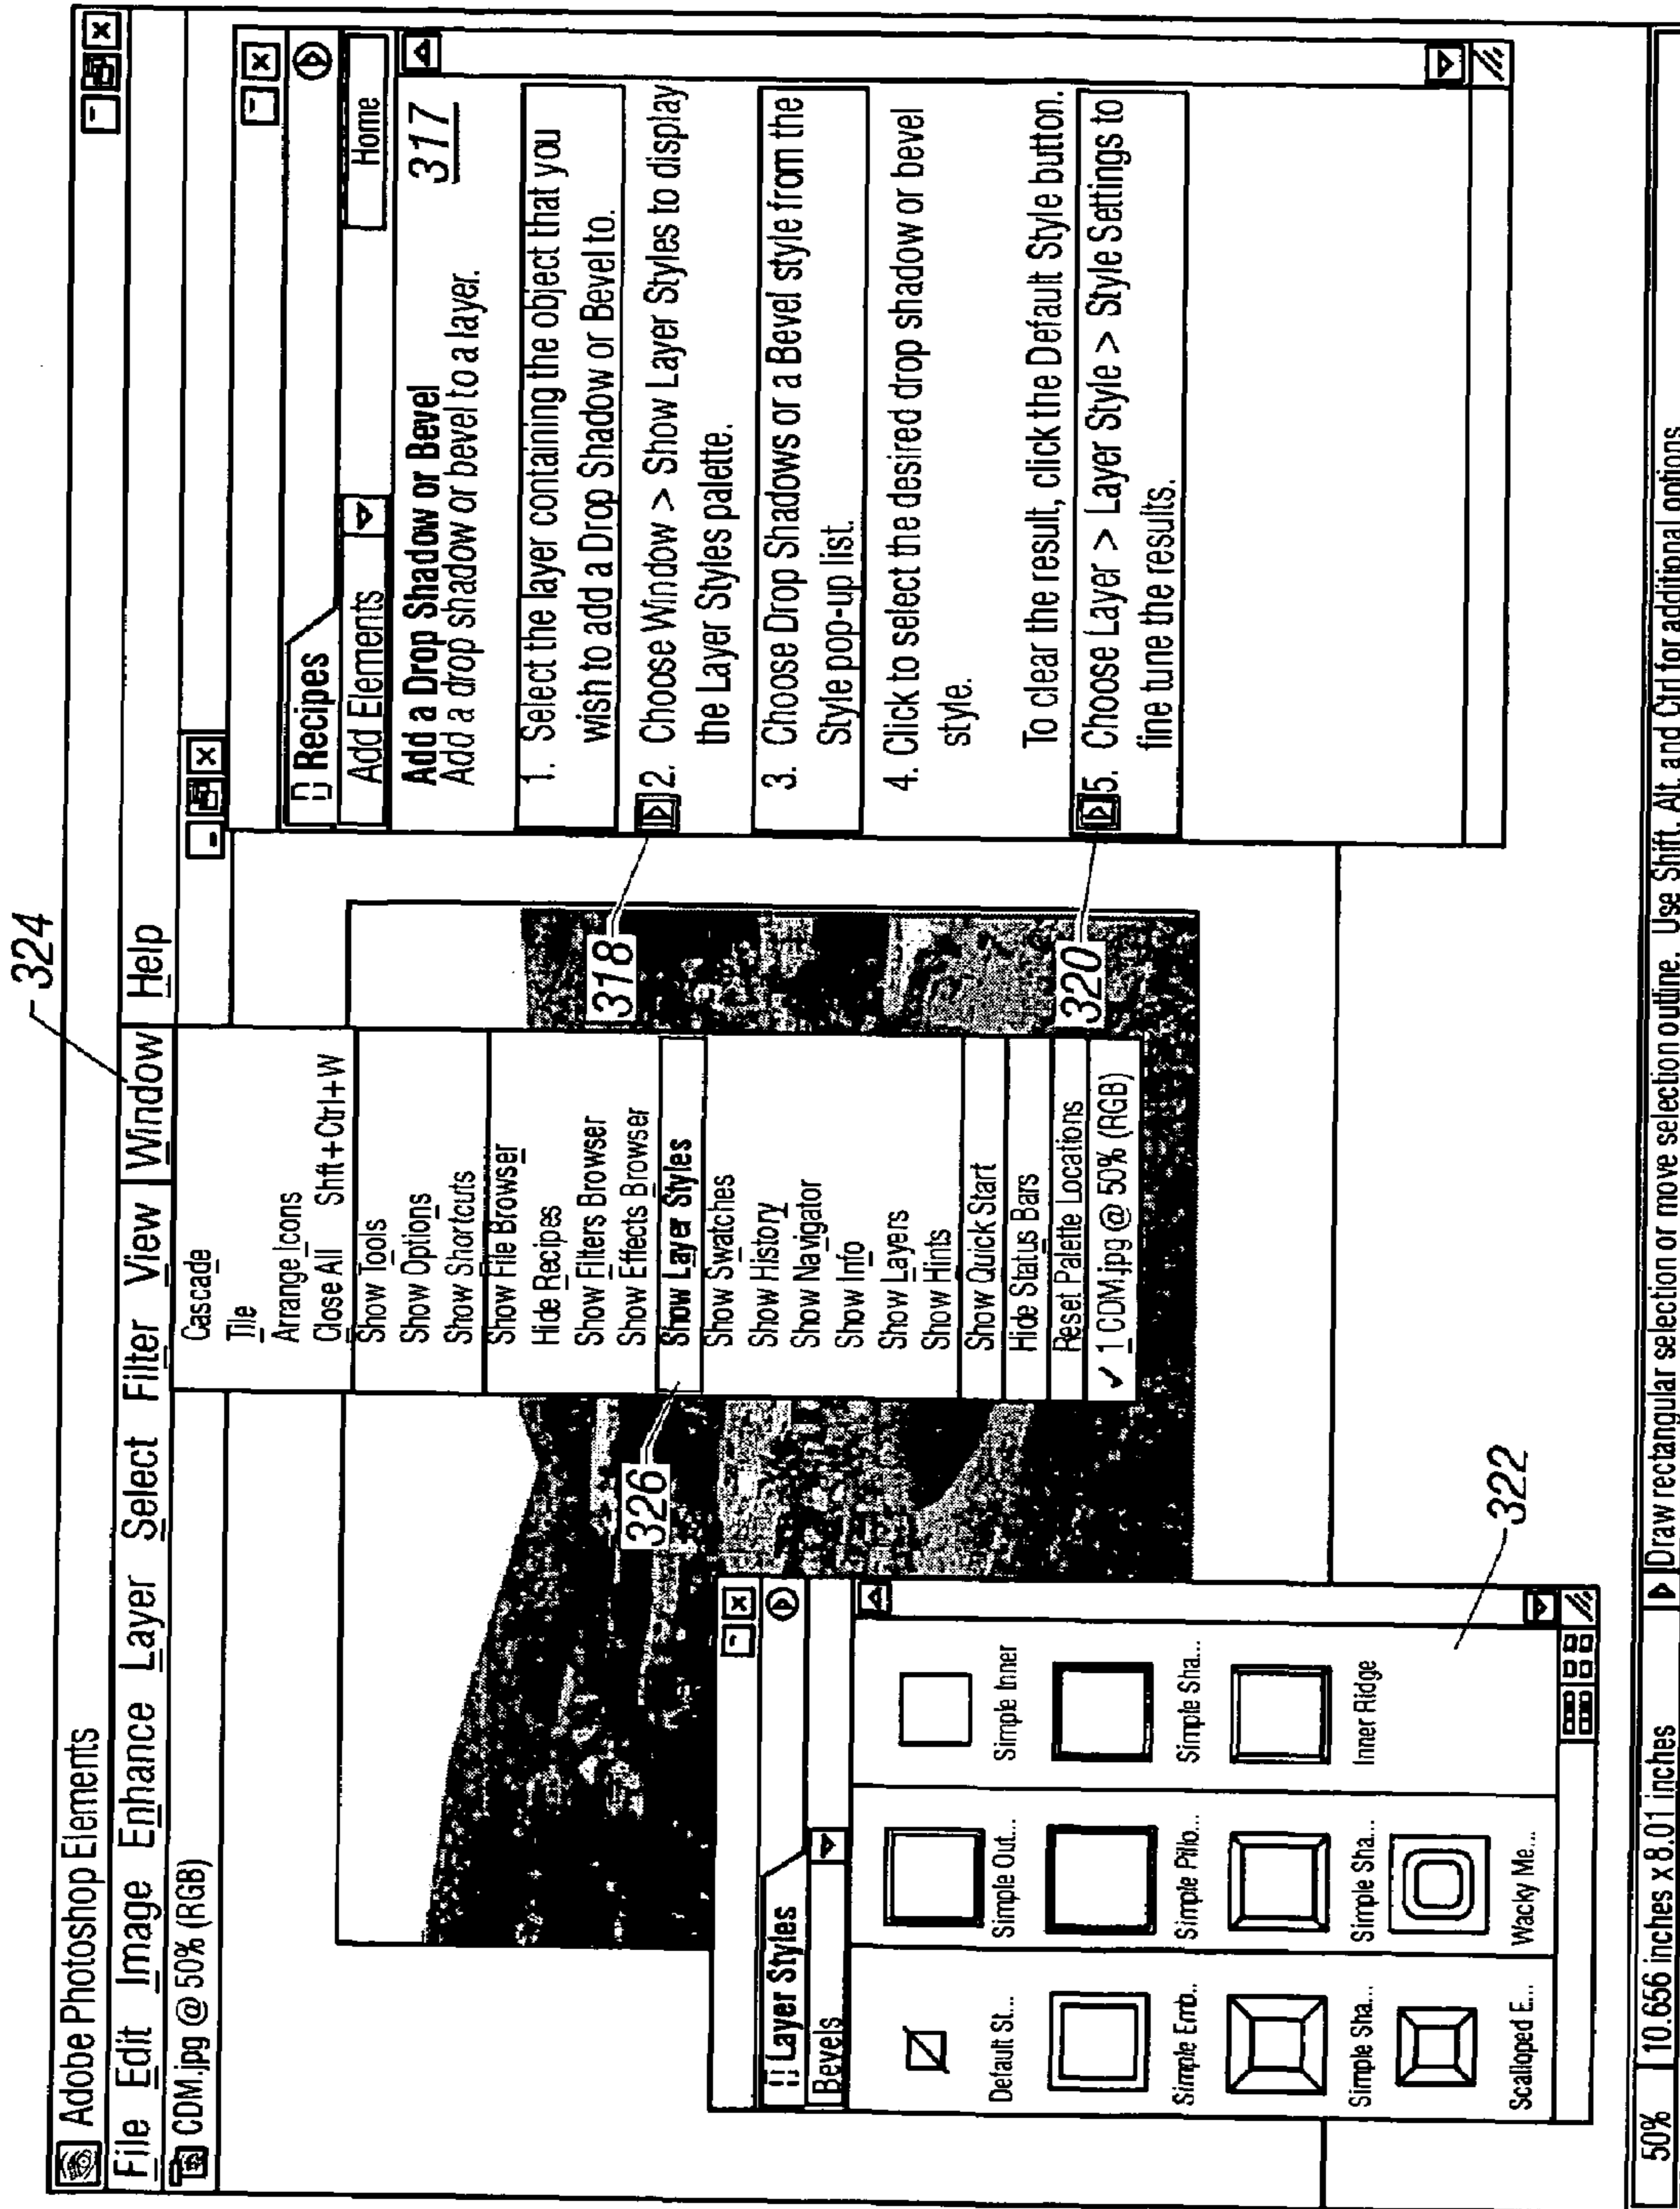 324
Adobe Photoshop Elements
File Edit Image Enhance Layer Select Filter View Window Help
CDM.jpg @ 50% (RGB)
Cascade
Tile
Arrange Icons
Close All Shft+Ctrl+W
Show Tools
Show Options
Show Shortcuts
Show File Browser
Hide Recipes
Show Filters Browser
Show Effects Browser
Show Layer Styles
Show Swatches
Show History
Show Navigator
Show Info
Show Layers
Show Hints
Show Quick Start
Hide Status Bars
Reset Palette Locations
✓ 1 CDM.jpg @ 50% (RGB)
326
318
320
Recipes
Add Elements
Home
Add a Drop Shadow or Bevel
317
Add a drop shadow or bevel to a layer.
1. Select the layer containing the object that you
wish to add a Drop Shadow or Bevel to.
2. Choose Window > Show Layer Styles to display
the Layer Styles palette.
3. Choose Drop Shadows or a Bevel style from the
Style pop-up list.
4. Click to select the desired drop shadow or bevel
style.
To clear the result, click the Default Style button.
5. Choose Layer > Layer Style > Style Settings to
fine tune the results.
Layer Styles
Bevels
Default St...
Simple Out...
Simple Inner
Simple Emb...
Simple Pillo...
Simple Sha...
Simple Sha...
Simple Sha...
Inner Ridge
Scalloped E...
Wacky Me...
322
50%
10.656 inches x 8.01 inches
Draw rectangular selection or move selection outline. Use Shift, Alt, and Ctrl for additional options